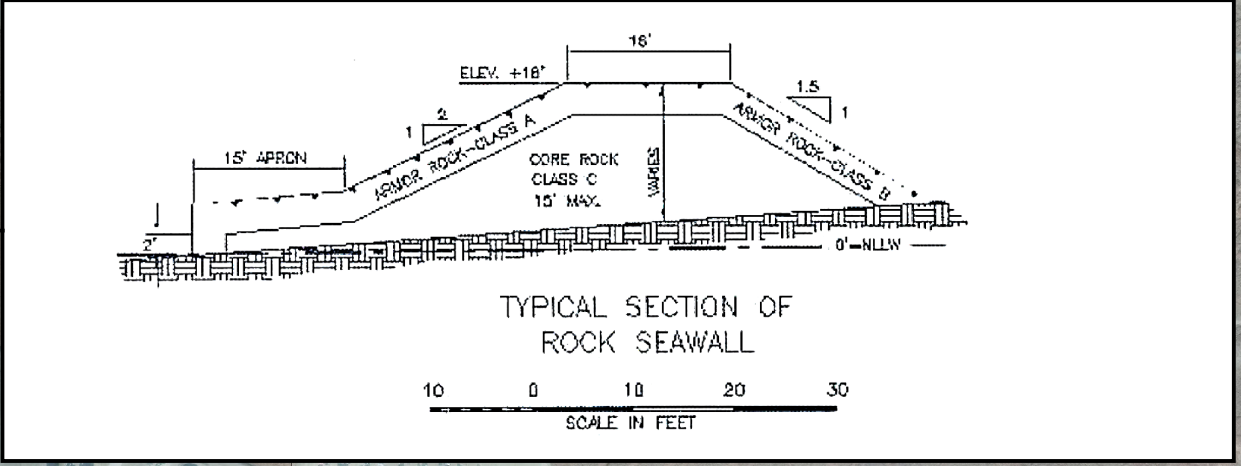 16'
ELEV. +18'
1.5
1
2
1
ARMOR ROCK-CLASS A
ARMOR ROCK-CLASS B
15' APRON
CORE ROCK
CLASS C
15' MAX.
VARIES
2'
0'-MLLW
TYPICAL SECTION OF
ROCK SEAWALL
10 0 10 20 30
SCALE IN FEET